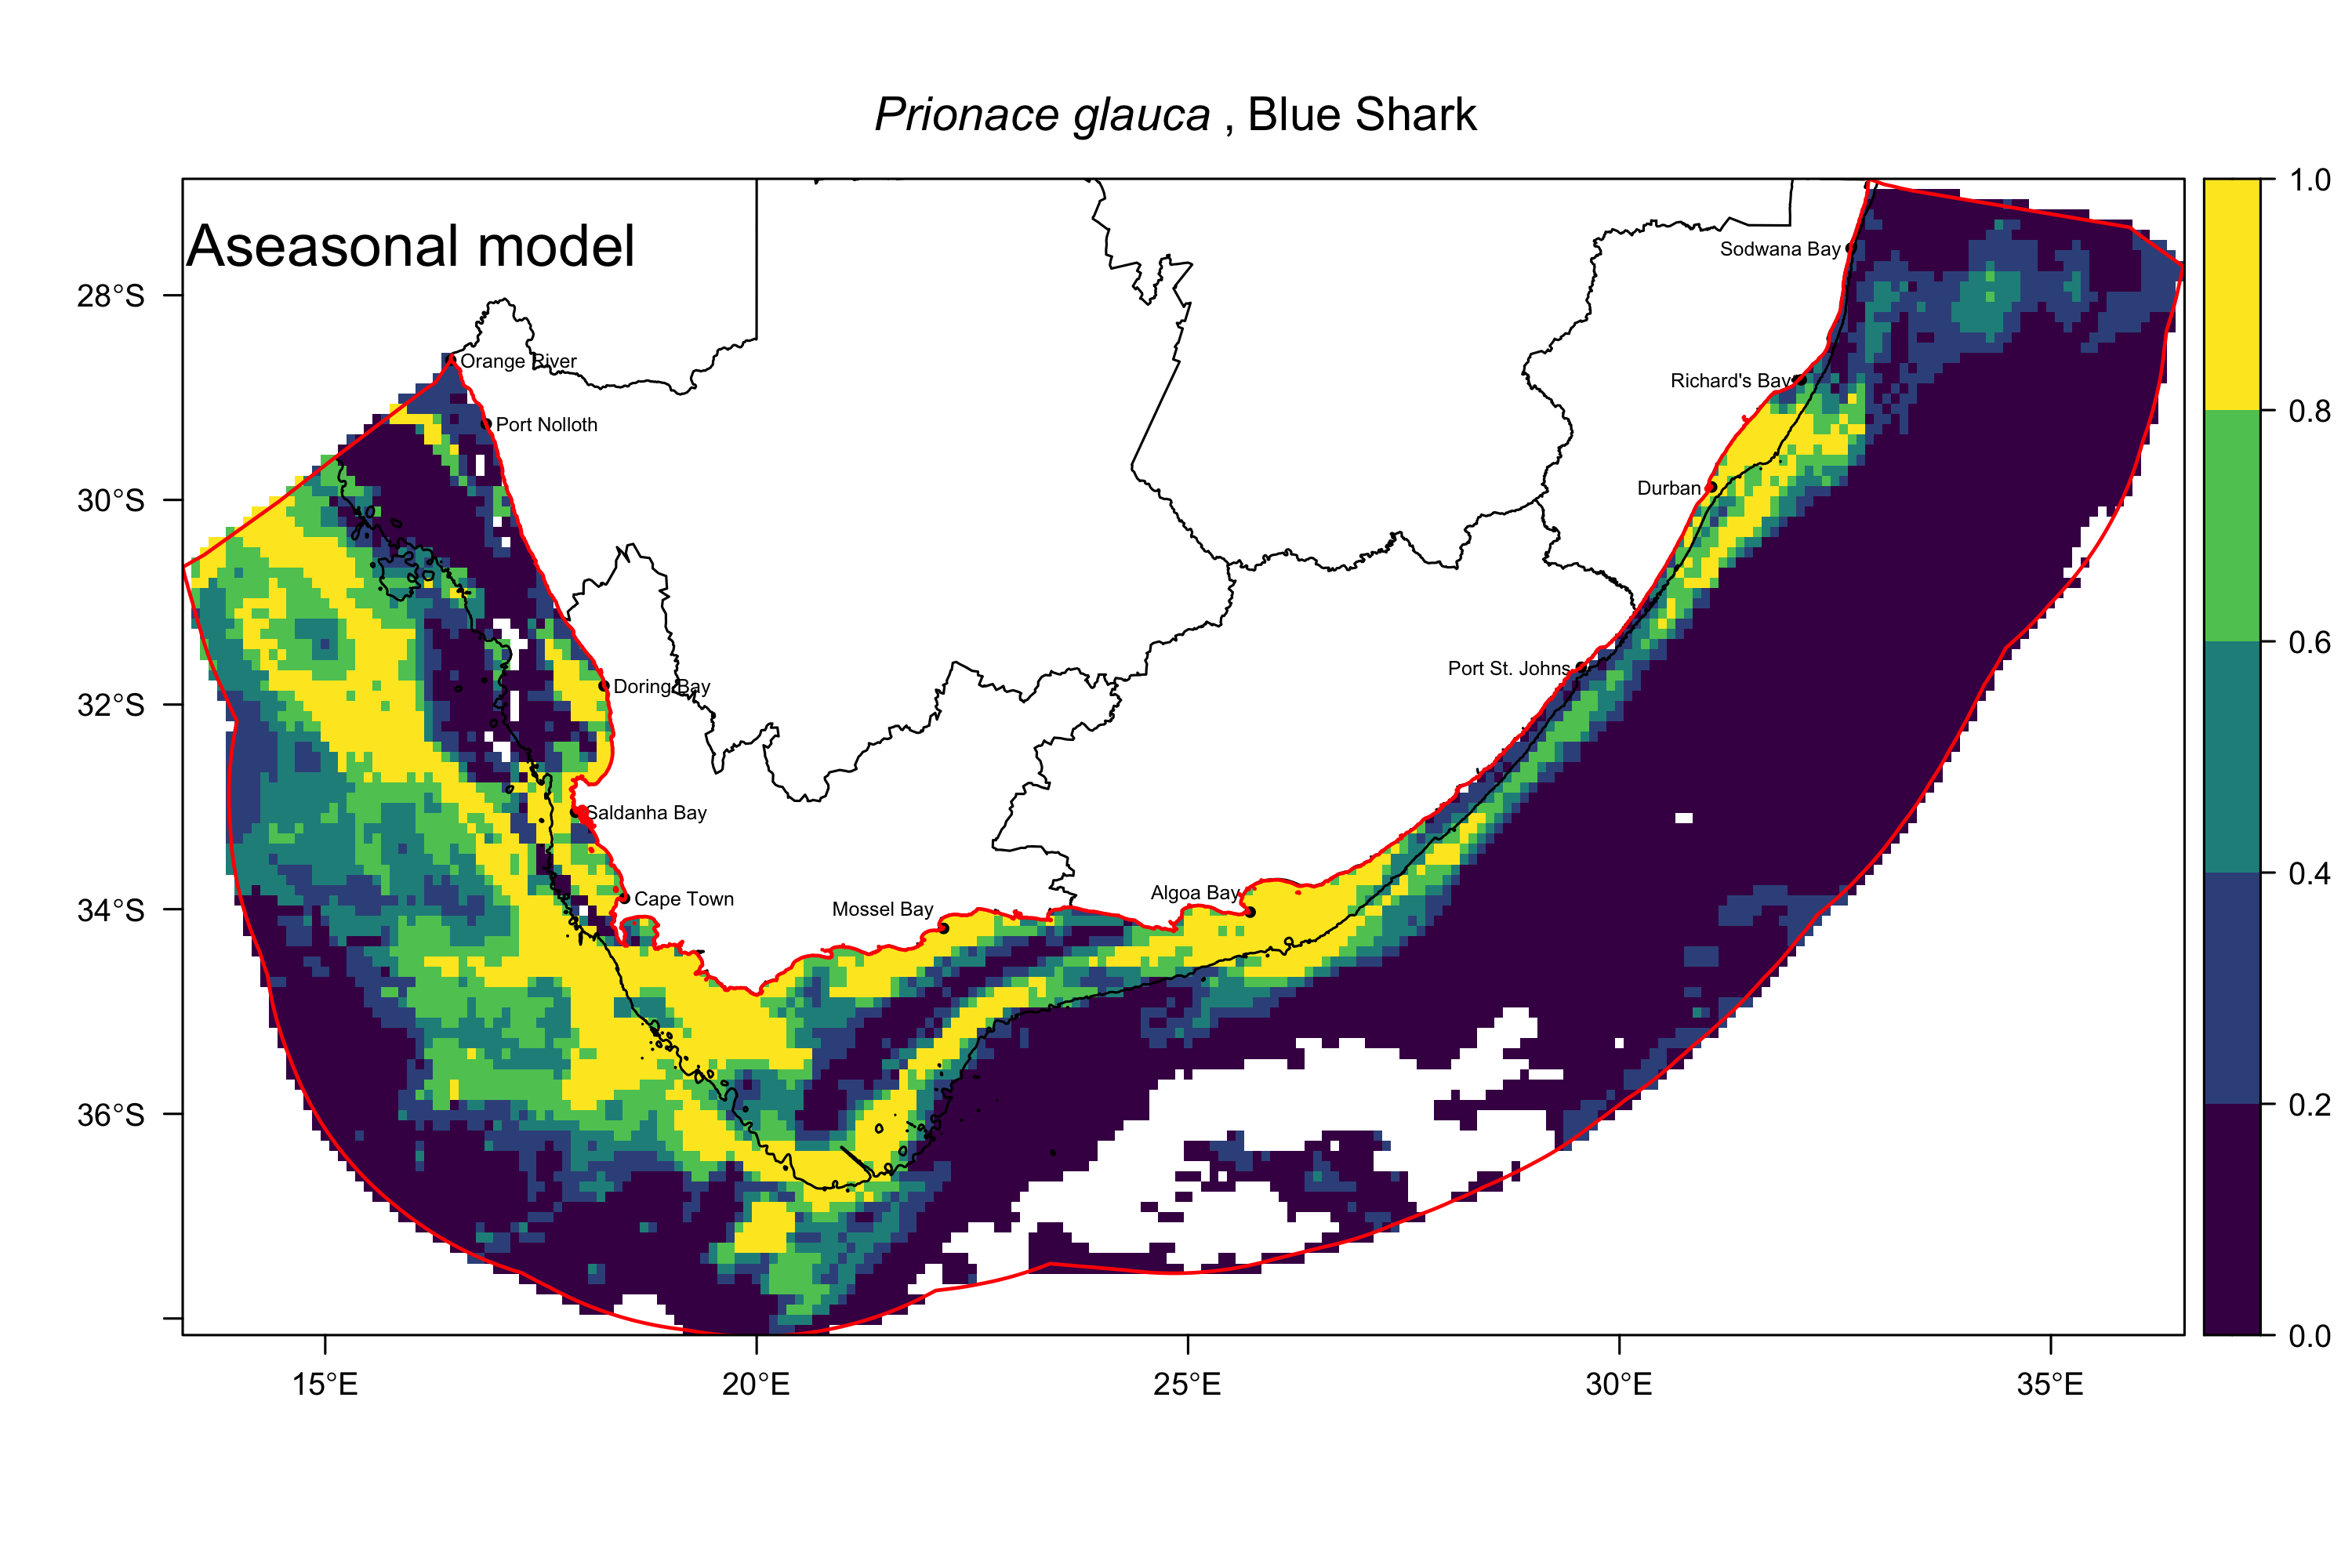 Prionace glauca , Blue Shark
Aseasonal model
Sodwana Bay
Richard's Bay
Durban
Port St. Johns
Algoa Bay
Mossel Bay
Cape Town
Saldanha Bay
Doring Bay
Port Nolloth
Orange River
28°S
30°S
32°S
34°S
36°S
15°E
20°E
25°E
30°E
35°E
1.0
0.8
0.6
0.4
0.2
0.0